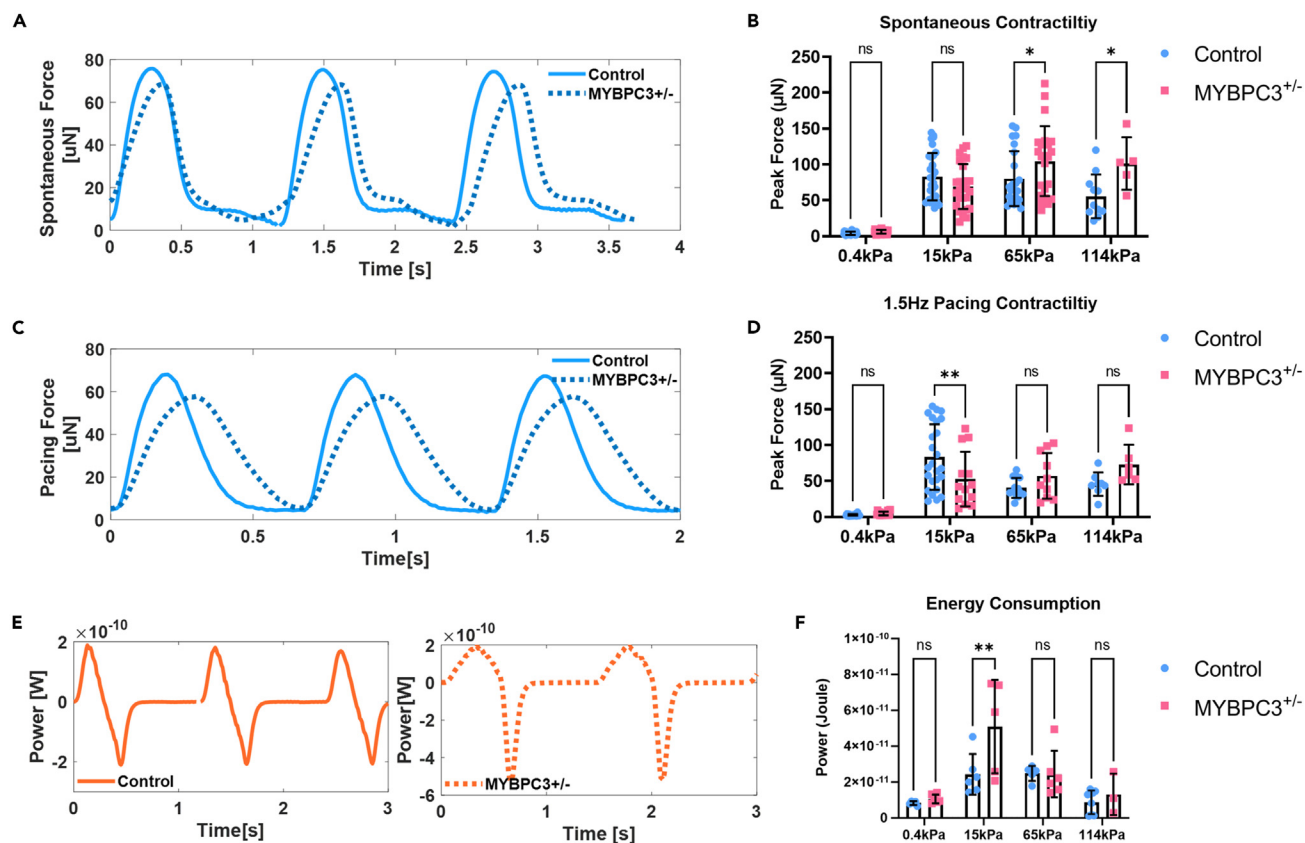 A
Spontaneous Force
[uN]
80
60
40
20
0
0
0.5
1
1.5
2
2.5
3
3.5
4
Time [s]
Control
MYBPC3+/-
B
Spontaneous Contractiltiy
Peak Force (µN)
250
200
150
100
50
0
ns
ns
*
*
0.4kPa
15kPa
65kPa
114kPa
Control
MYBPC3+/-
C
Pacing Force
[uN]
80
60
40
20
0
0
0.5
1
1.5
2
Time[s]
Control
MYBPC3+/-
D
1.5Hz Pacing Contractiltiy
Peak Force (µN)
250
200
150
100
50
0
ns
**
ns
ns
0.4kPa
15kPa
65kPa
114kPa
Control
MYBPC3+/-
E
×10-10
Power [W]
2
0
-2
0
1
2
3
Time[s]
Control
×10-10
Power[W]
2
0
-2
-4
-6
0
1
2
3
Time [s]
MYBPC3+/-
F
Energy Consumption
Power (Joule)
1×10-10
8×10-11
6×10-11
4×10-11
2×10-11
0
ns
**
ns
ns
0.4kPa
15kPa
65kPa
114kPa
Control
MYBPC3+/-